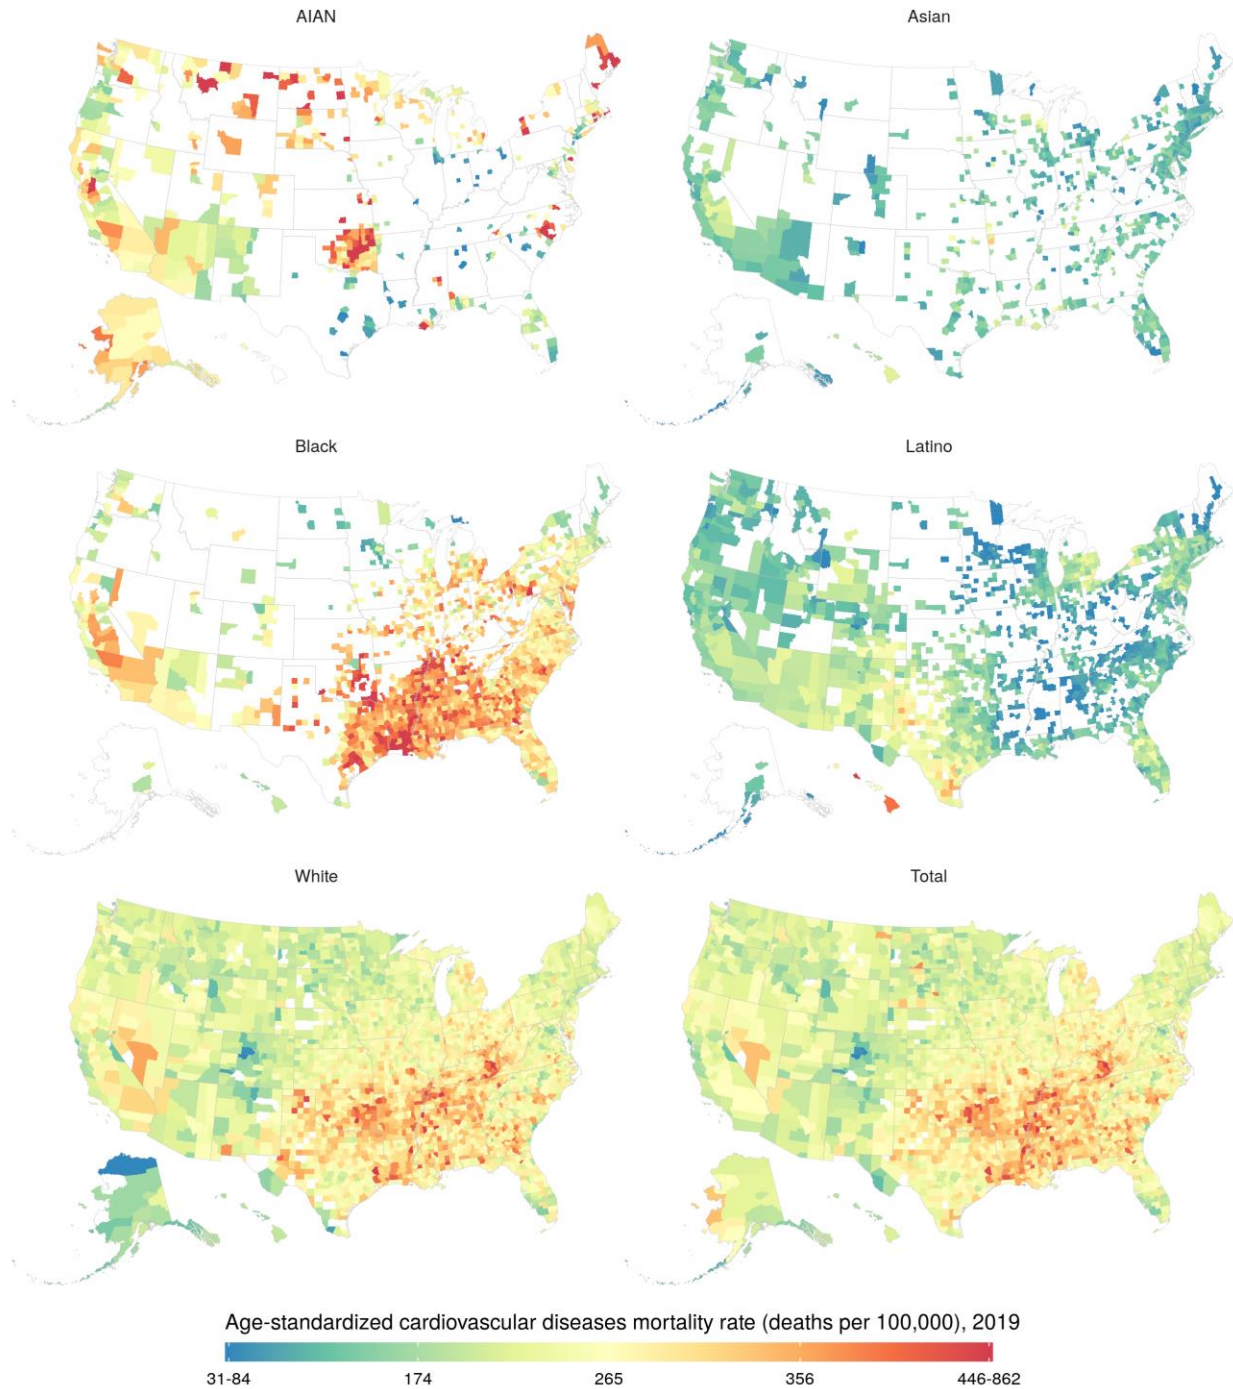 AIAN
Asian
Black
Latino
White
Total
Age-standardized cardiovascular diseases mortality rate (deaths per 100,000), 2019
31-84
174
265
356
446-862